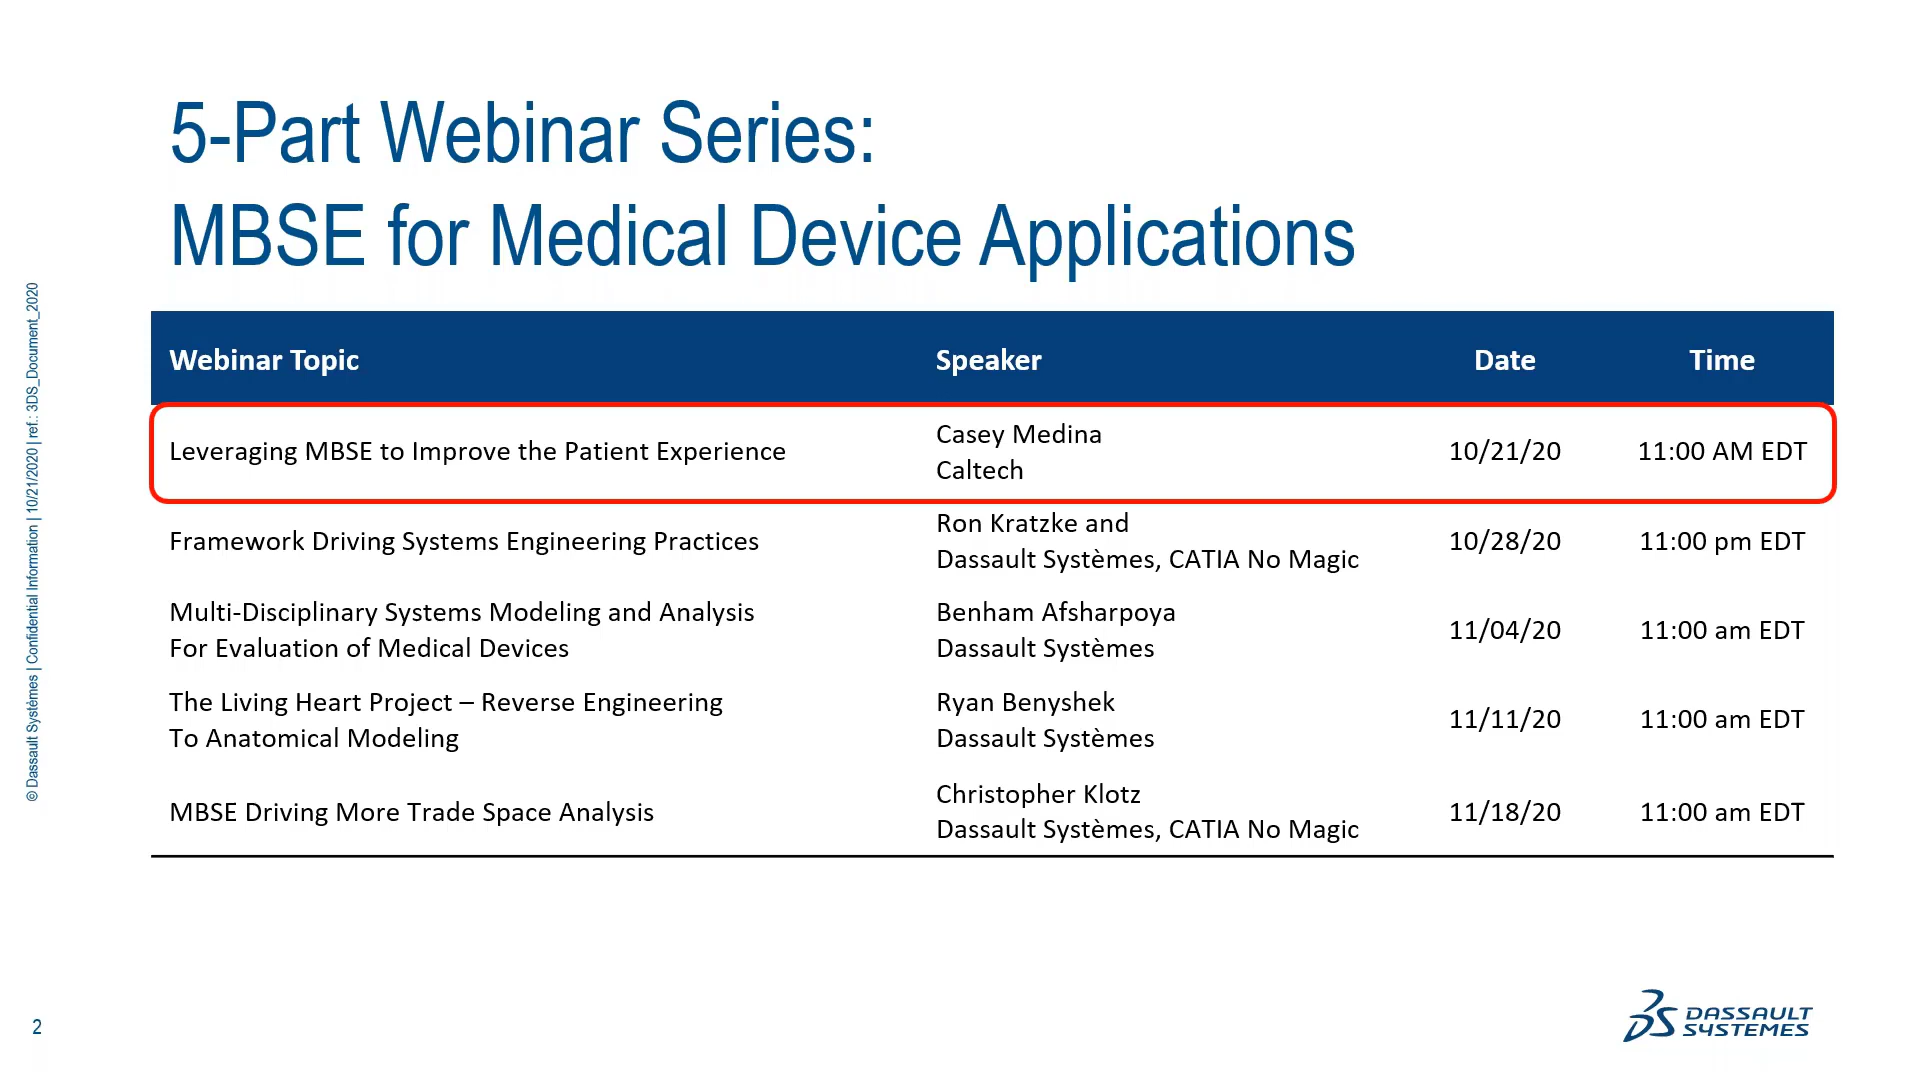 5-Part Webinar Series:
MBSE for Medical Device Applications
Webinar Topic Speaker Date Time
Leveraging MBSE to Improve the Patient Experience
Casey Medina
Caltech
10/21/20 11:00 AM EDT
Framework Driving Systems Engineering Practices
Ron Kratzke and
Dassault Systèmes, CATIA No Magic
10/28/20 11:00 pm EDT
Multi-Disciplinary Systems Modeling and Analysis
For Evaluation of Medical Devices
Benham Afsharpoya
Dassault Systèmes
11/04/20 11:00 am EDT
The Living Heart Project – Reverse Engineering
To Anatomical Modeling
Ryan Benyshek
Dassault Systèmes
11/11/20 11:00 am EDT
MBSE Driving More Trade Space Analysis
Christopher Klotz
Dassault Systèmes, CATIA No Magic
11/18/20 11:00 am EDT
© Dassault Systèmes | Confidential Information | 10/21/2020 | ref.: 3DS_Document_2020
2
DASSAULT
SYSTEMES